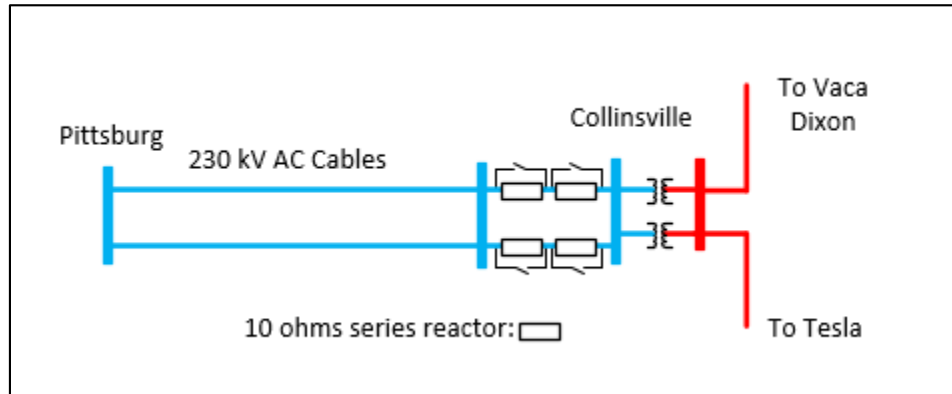 To Vaca
Dixon
Collinsville
Pittsburg
230 kV AC Cables
10 ohms series reactor:
To Tesla